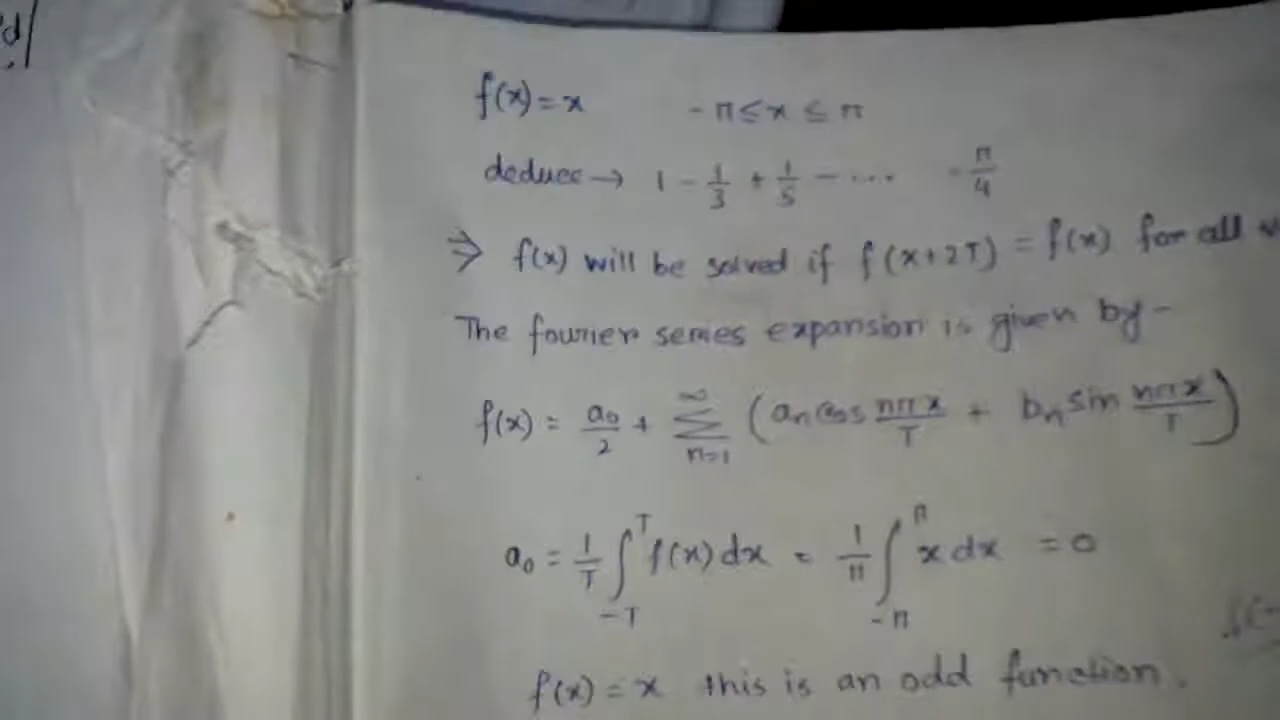 f(x) = x  - π ≤ x ≤ π
deduce → 1 - 1/3 + 1/5 - .... - π/4
⇒ f(x) will be solved if f(x+2T) = f(x) for all
The fourier series expansion is given by -
f(x) = a₀/2 + ∑_{n=1}^{∞} (aₙ cos nπx/T + bₙ sin nπx/T)
a₀ = 1/T ∫_{-T}^{T} f(x) dx = 1/π ∫_{-π}^{π} x dx = 0
f(x) = x this is an odd function.